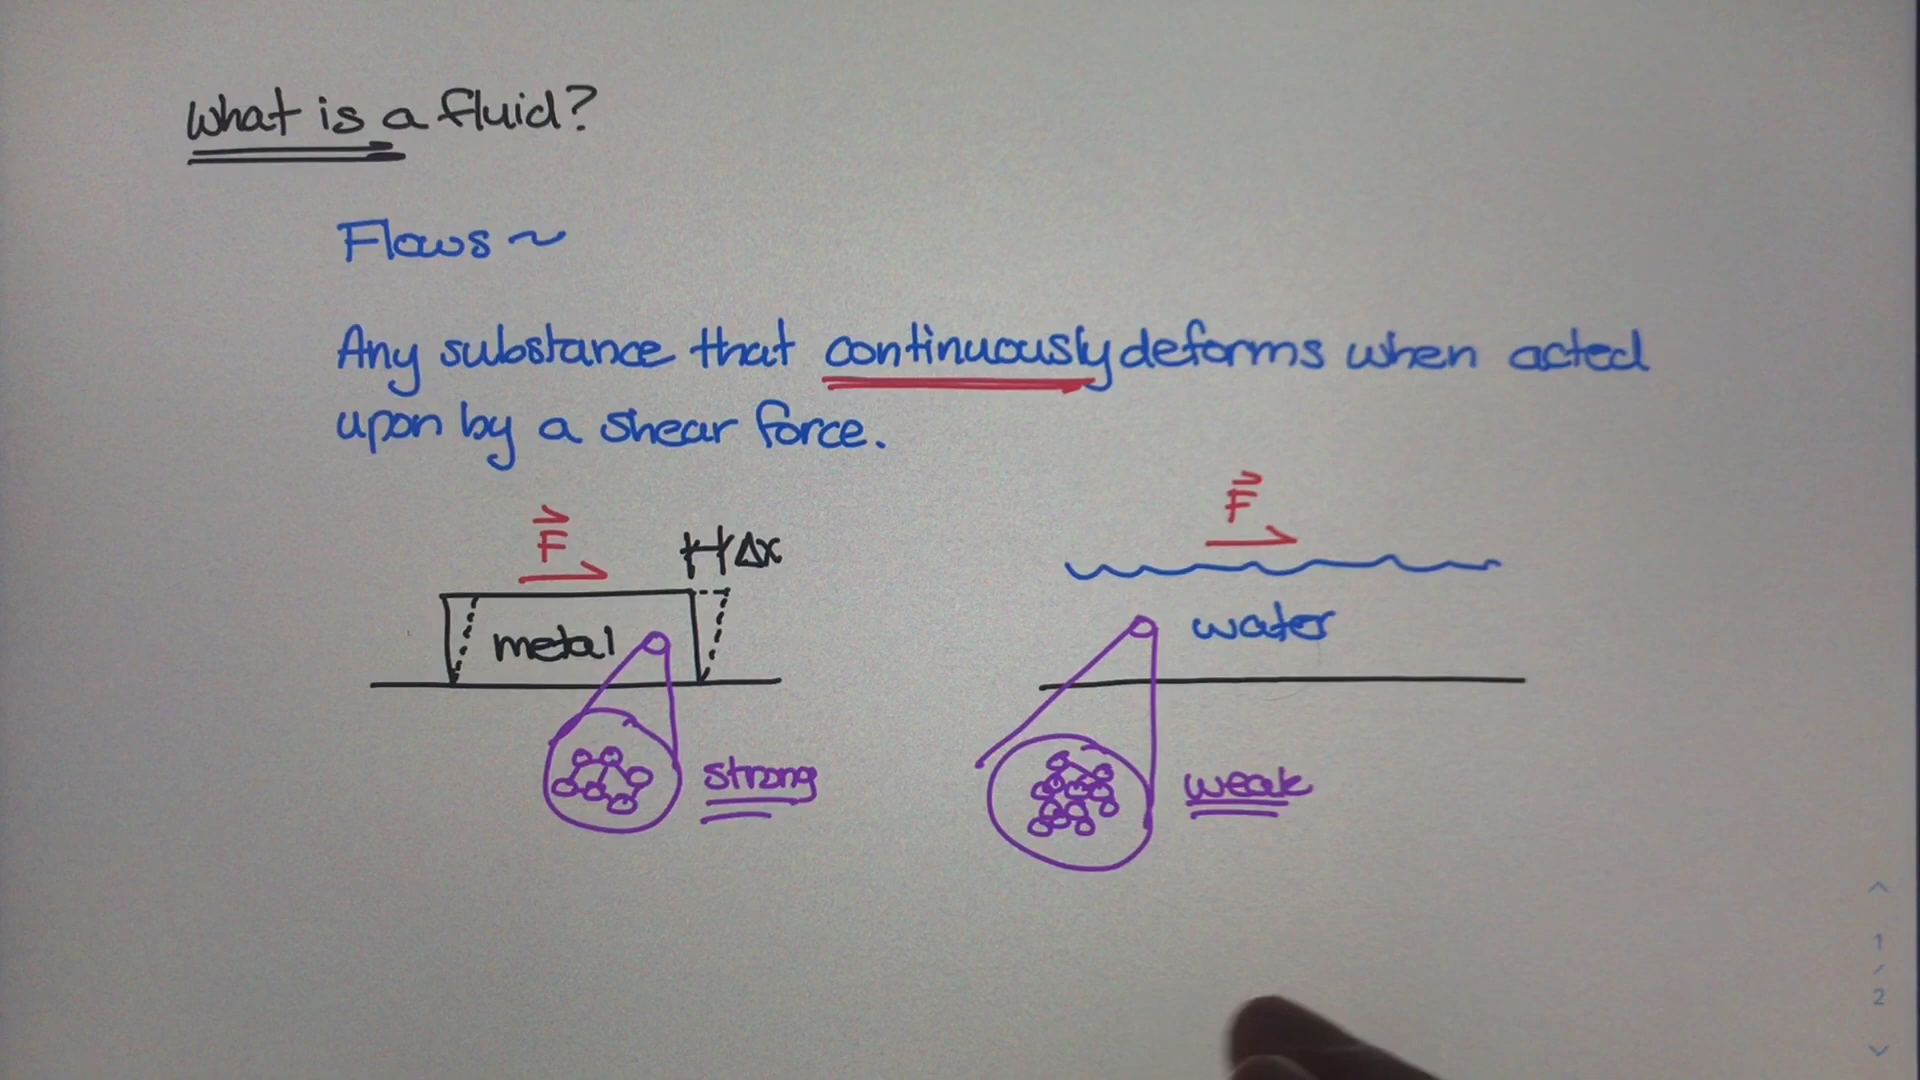 What is a fluid?
Flows ~
Any substance that continuously deforms when acted
upon by a shear force.
F
Δx
F
metal
water
strong
weak
1
/
2